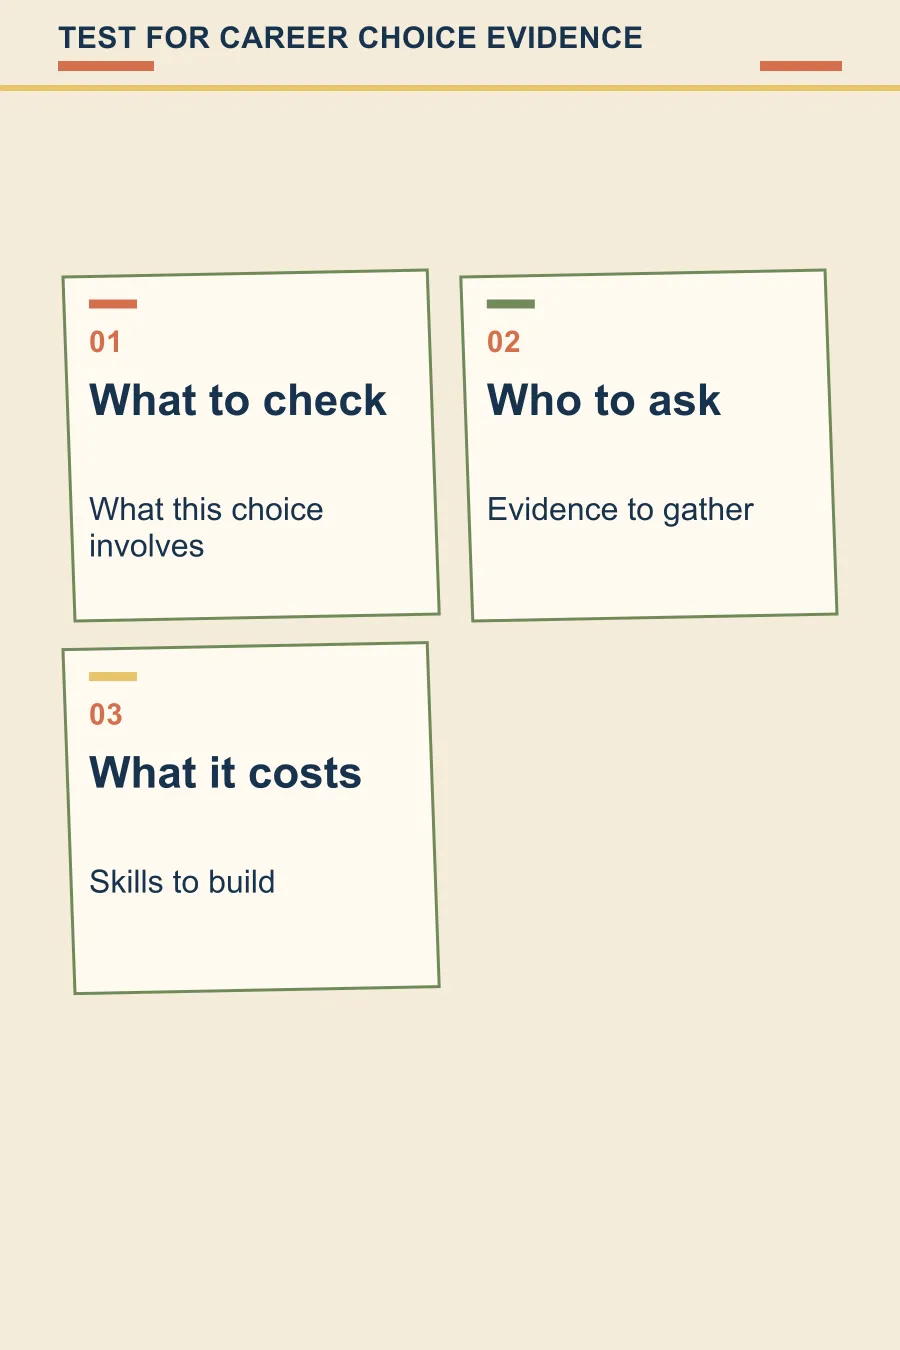 TEST FOR CAREER CHOICE EVIDENCE
01
What to check
What this choice
involves
02
Who to ask
Evidence to gather
03
What it costs
Skills to build